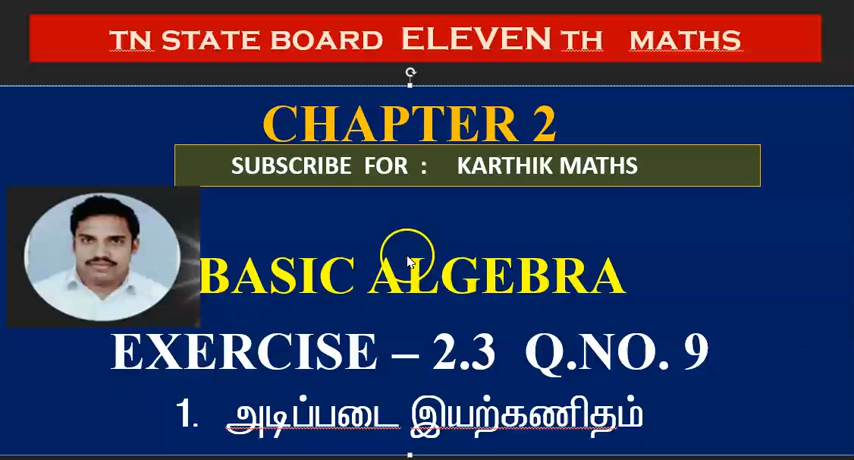 TN STATE BOARD ELEVEN TH MATHS
CHAPTER 2
SUBSCRIBE FOR : KARTHIK MATHS
BASIC ALGEBRA
EXERCISE – 2.3 Q.NO. 9
1. அடிப்படை இயற்கணிதம்